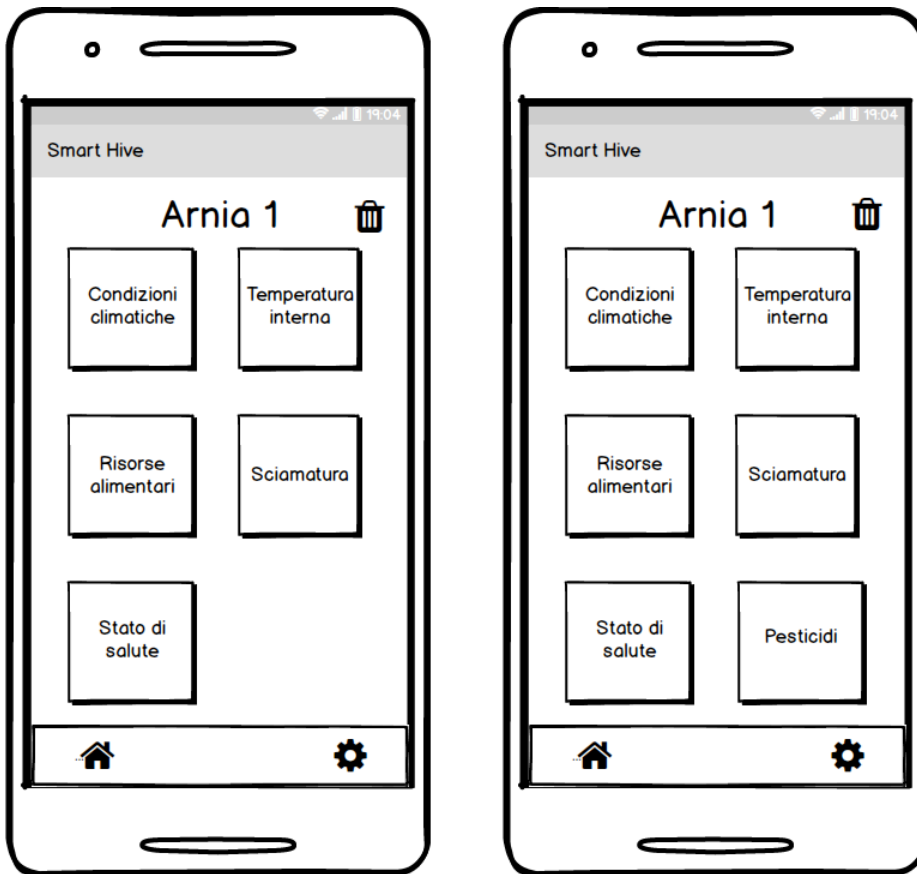 19:04
Smart Hive
Arnia 1
Condizioni
climatiche
Temperatura
interna
Risorse
alimentari
Sciamatura
Stato di
salute
19:04
Smart Hive
Arnia 1
Condizioni
climatiche
Temperatura
interna
Risorse
alimentari
Sciamatura
Stato di
salute
Pesticidi